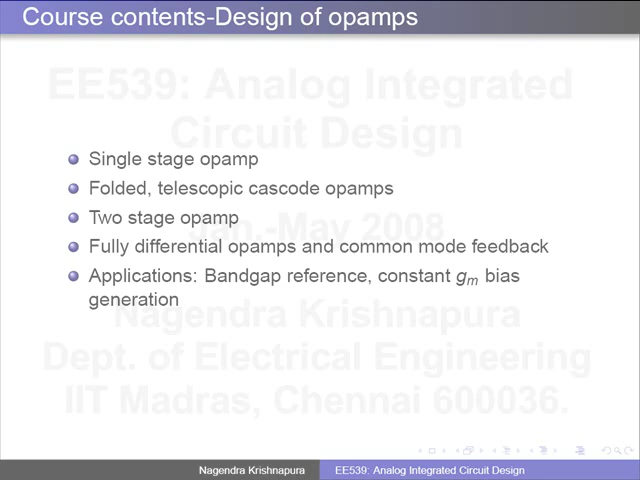 Course contents-Design of opamps
EE539: Analog Integrated
Circuit Design
Single stage opamp
Folded, telescopic cascode opamps
Two stage opamp
Jan.-May 2008
Fully differential opamps and common mode feedback
Applications: Bandgap reference, constant gm bias
generation
Nagendra Krishnapura
Dept. of Electrical Engineering
IIT Madras, Chennai 600036.
Nagendra Krishnapura EE539: Analog Integrated Circuit Design